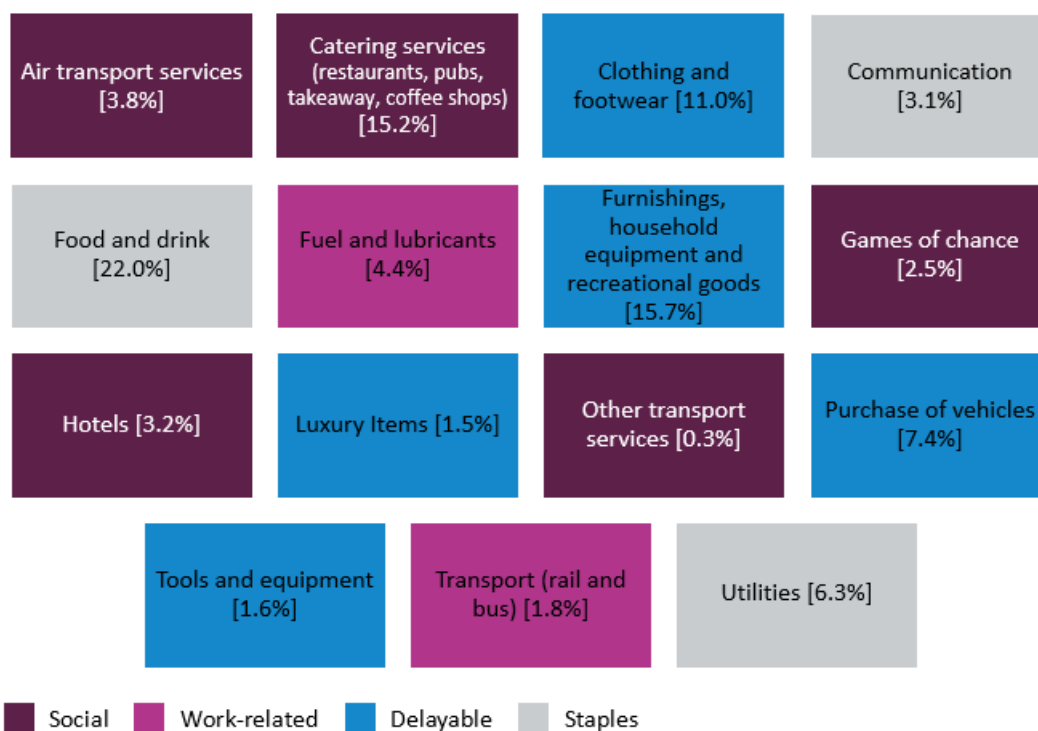 Air transport services
[3.8%]
Catering services
(restaurants, pubs,
takeaway, coffee shops)
[15.2%]
Clothing and
footwear [11.0%]
Communication
[3.1%]
Food and drink
[22.0%]
Fuel and lubricants
[4.4%]
Furnishings,
household
equipment and
recreational goods
[15.7%]
Games of chance
[2.5%]
Hotels [3.2%]
Luxury Items [1.5%]
Other transport
services [0.3%]
Purchase of vehicles
[7.4%]
Tools and equipment
[1.6%]
Transport (rail and
bus) [1.8%]
Utilities [6.3%]
Social Work-related Delayable Staples